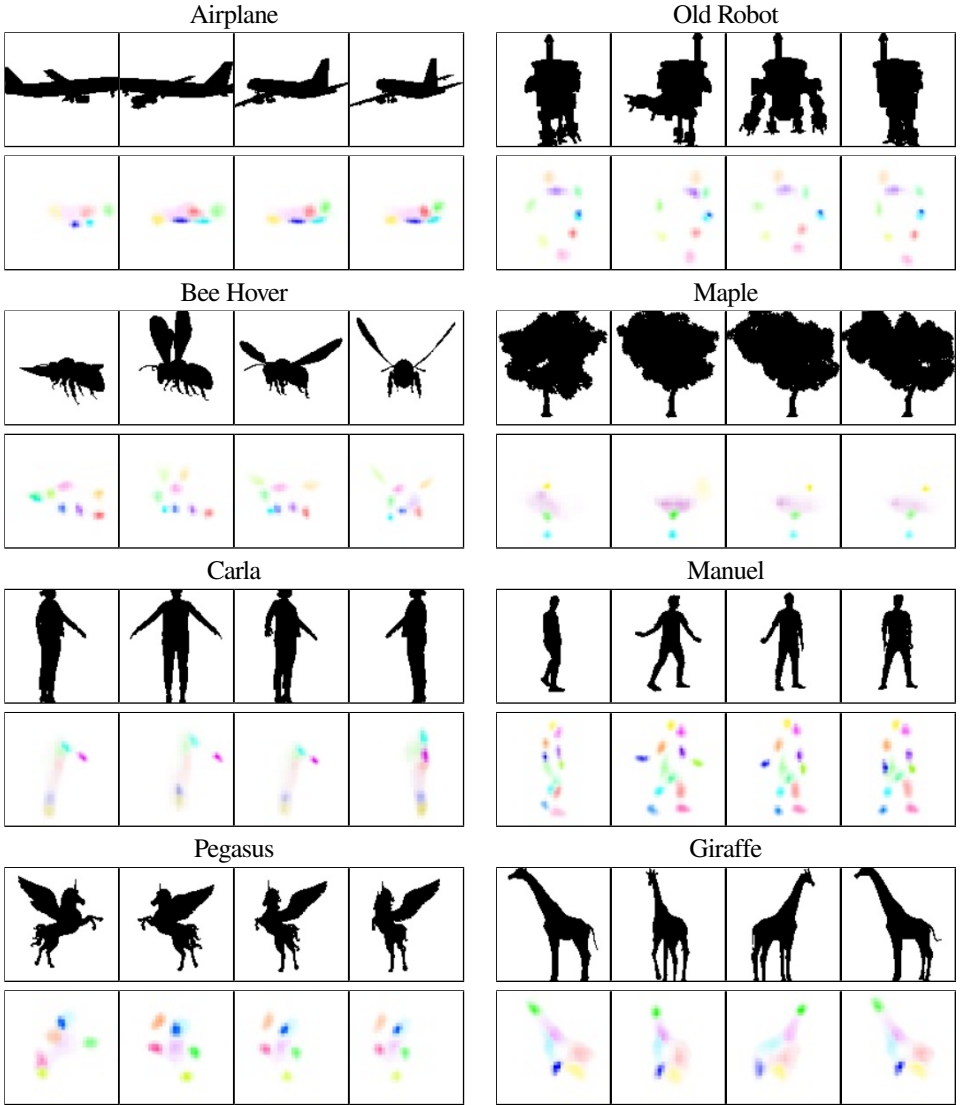 Airplane
Old Robot
Bee Hover
Maple
Carla
Manuel
Pegasus
Giraffe